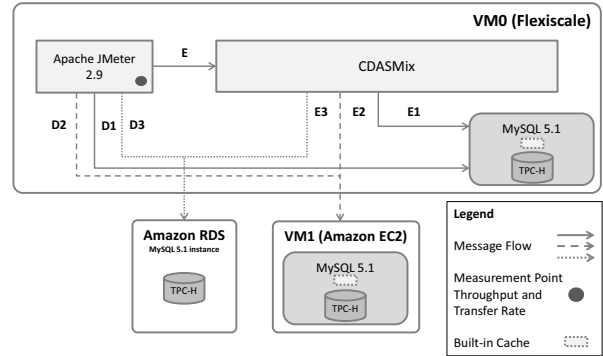 VM0 (Flexiscale)
Apache JMeter
2.9
E
CDASMix
D2
D1
D3
E3
E2
E1
MySQL 5.1
TPC-H
Amazon RDS
MySQL 5.1 instance
TPC-H
VM1 (Amazon EC2)
MySQL 5.1
TPC-H
Legend
Message Flow
Measurement Point
Throughput and
Transfer Rate
Built-in Cache